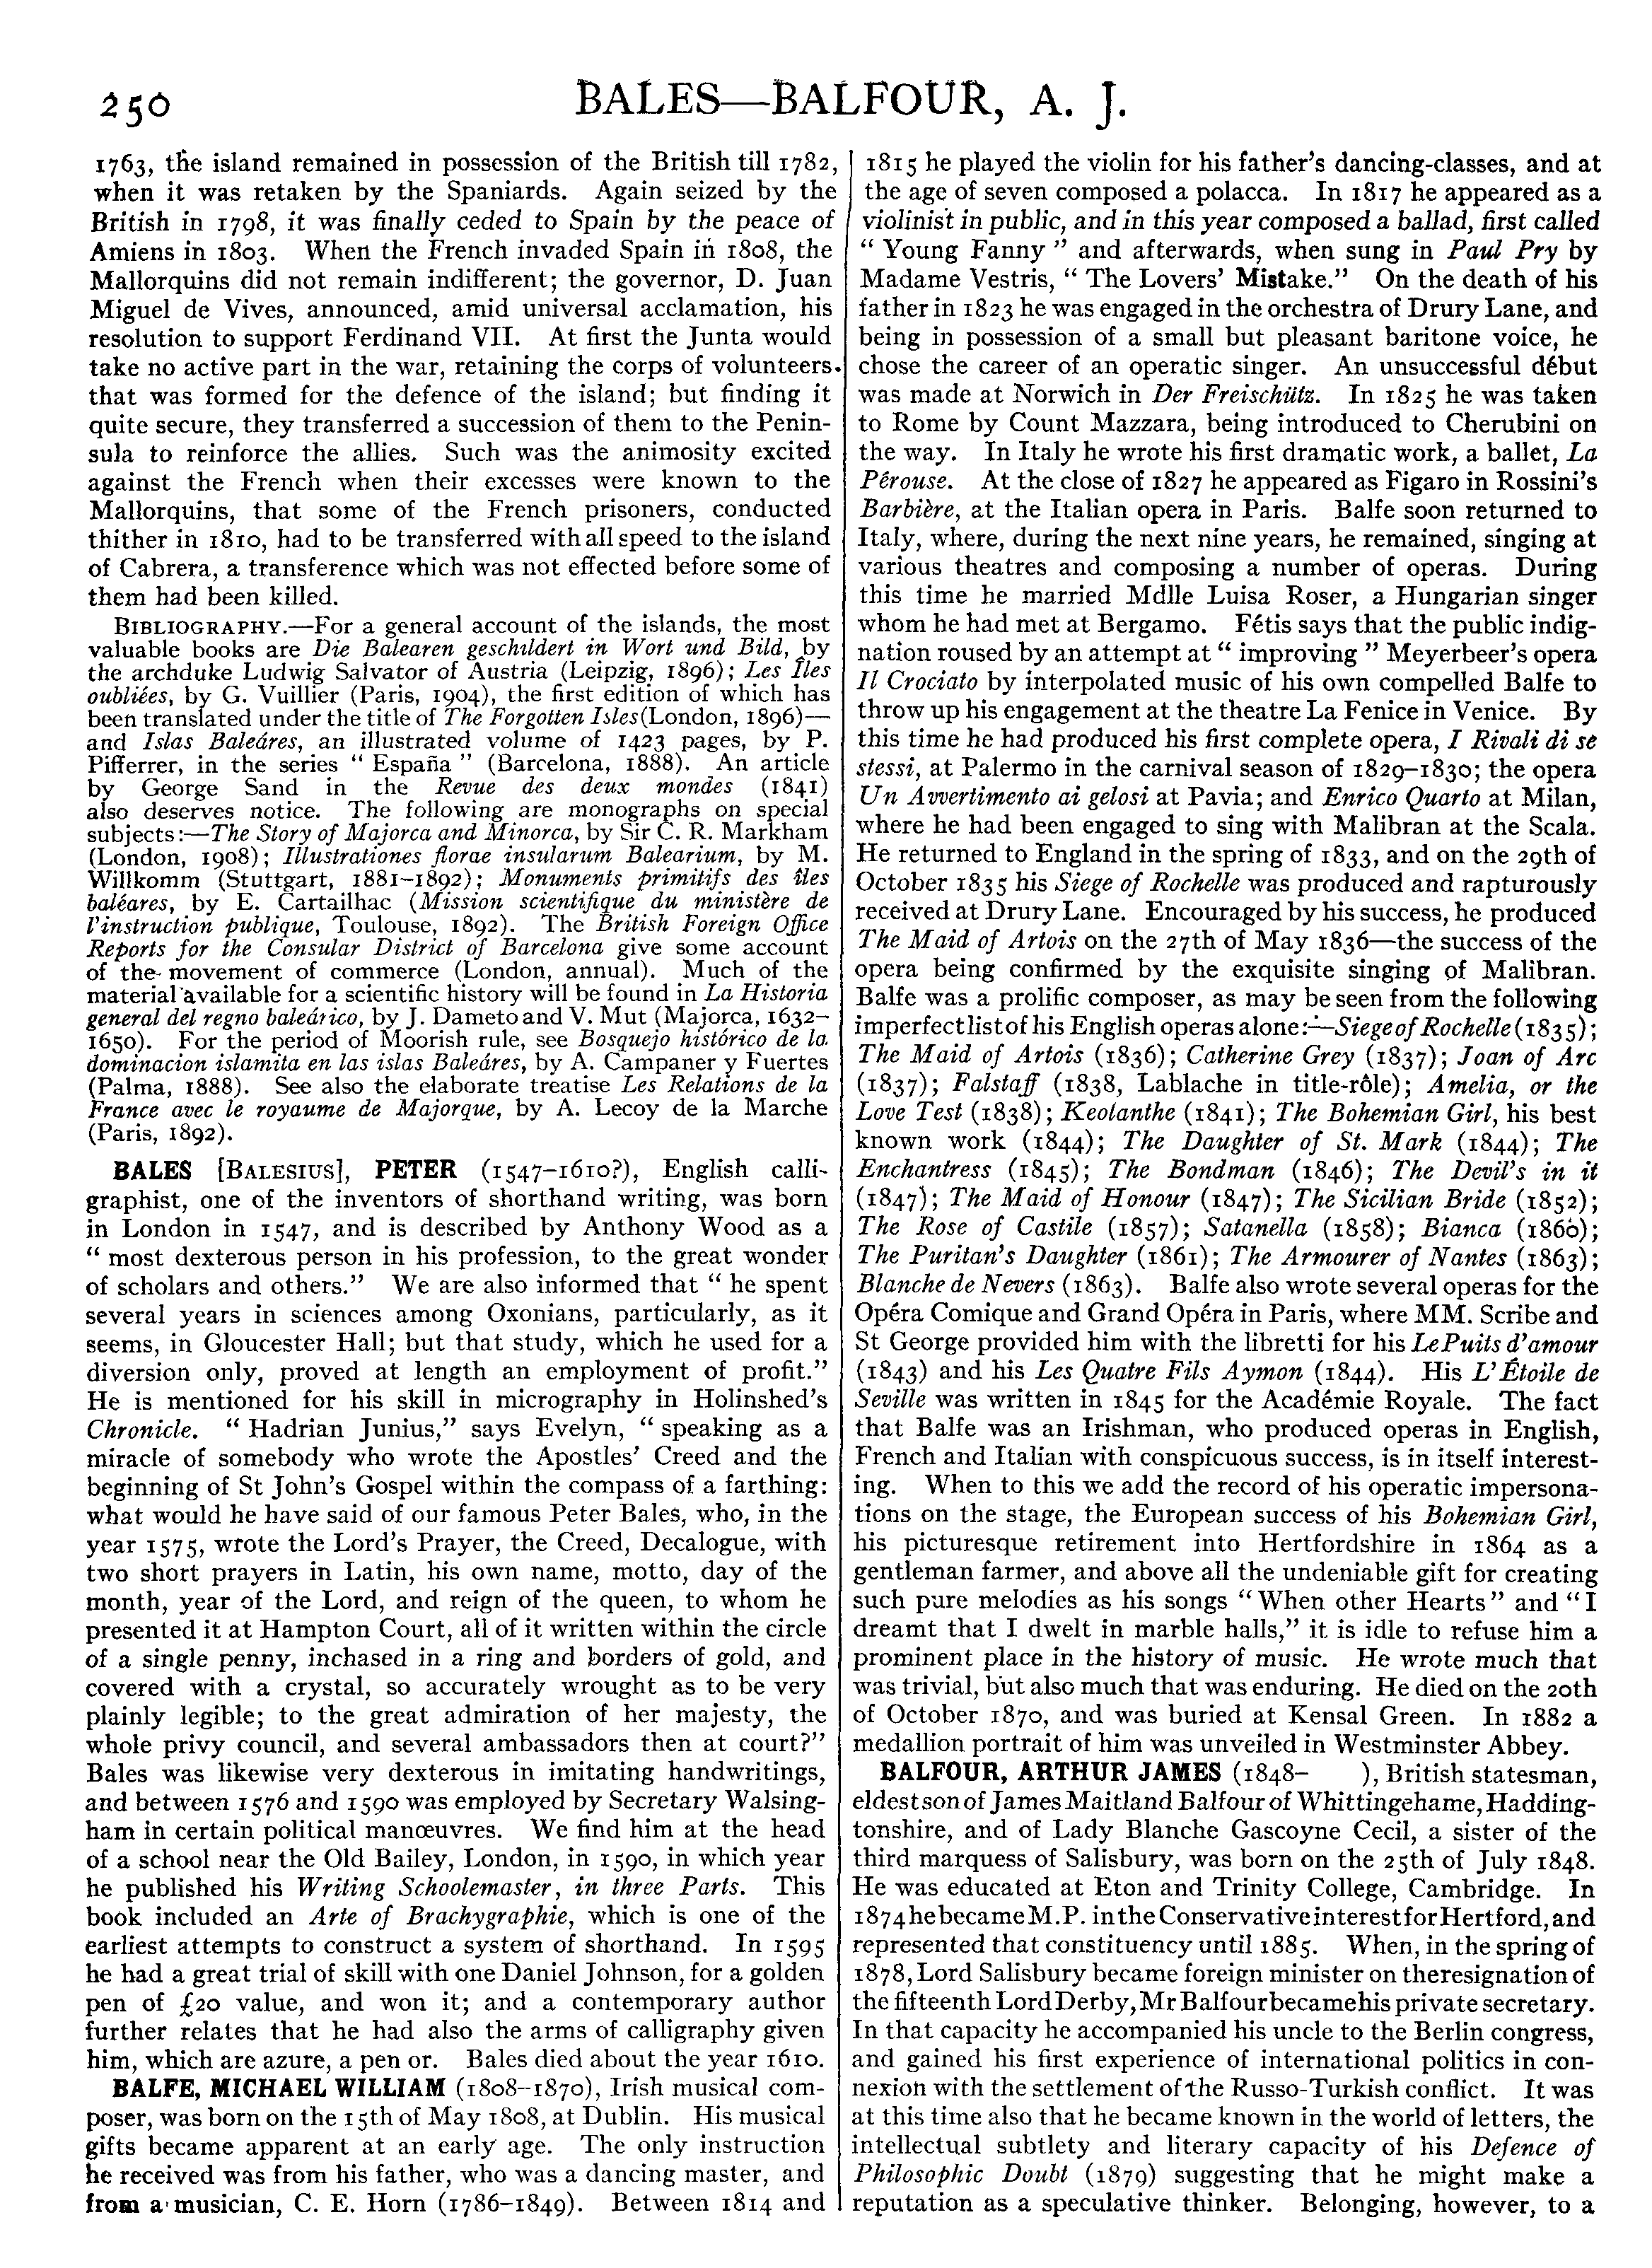 250
BALES—BALFOUR, A. J.
1763, the island remained in possession of the British till 1782,
when it was retaken by the Spaniards. Again seized by the
British in 1798, it was finally ceded to Spain by the peace of
Amiens in 1803. When the French invaded Spain in 1808, the
Mallorquins did not remain indifferent; the governor, D. Juan
Miguel de Vives, announced, amid universal acclamation, his
resolution to support Ferdinand VII. At first the Junta would
take no active part in the war, retaining the corps of volunteers.
that was formed for the defence of the island; but finding it
quite secure, they transferred a succession of them to the Penin-
sula to reinforce the allies. Such was the animosity excited
against the French when their excesses were known to the
Mallorquins, that some of the French prisoners, conducted
thither in 1810, had to be transferred with all speed to the island
of Cabrera, a transference which was not effected before some of
them had been killed.
BIBLIOGRAPHY.—For a general account of the islands, the most
valuable books are Die Balearen geschildert in Wort und Bild, by
the archduke Ludwig Salvator of Austria (Leipzig, 1896); Les Îles
oubliées, by G. Vuillier (Paris, 1904), the first edition of which has
been translated under the title of The Forgotten Isles (London, 1896)—
and Islas Baleáres, an illustrated volume of 1423 pages, by P.
Pifferrer, in the series “ España ” (Barcelona, 1888). An article
by George Sand in the Revue des deux mondes (1841)
also deserves notice. The following are monographs on special
subjects:—The Story of Majorca and Minorca, by Sir C. R. Markham
(London, 1908); Illustrationes florae insularum Balearium, by M.
Willkomm (Stuttgart, 1881–1892); Monuments primitifs des îles
baléares, by E. Cartailhac (Mission scientifique du ministère de
l’instruction publique, Toulouse, 1892). The British Foreign Office
Reports for the Consular District of Barcelona give some account
of the movement of commerce (London, annual). Much of the
material available for a scientific history will be found in La Historia
general del regno baleárico, by J. Dameto and V. Mut (Majorca, 1632–
1650). For the period of Moorish rule, see Bosquejo histórico de la
dominacion islamita en las islas Baleáres, by A. Campaner y Fuertes
(Palma, 1888). See also the elaborate treatise Les Relations de la
France avec le royaume de Majorque, by A. Lecoy de la Marche
(Paris, 1892).
BALES [BALESIUS], PETER (1547–1610?), English calli-
graphist, one of the inventors of shorthand writing, was born
in London in 1547, and is described by Anthony Wood as a
“ most dexterous person in his profession, to the great wonder
of scholars and others.” We are also informed that “ he spent
several years in sciences among Oxonians, particularly, as it
seems, in Gloucester Hall; but that study, which he used for a
diversion only, proved at length an employment of profit.”
He is mentioned for his skill in micrography in Holinshed’s
Chronicle. “ Hadrian Junius,” says Evelyn, “ speaking as a
miracle of somebody who wrote the Apostles’ Creed and the
beginning of St John’s Gospel within the compass of a farthing:
what would he have said of our famous Peter Bales, who, in the
year 1575, wrote the Lord’s Prayer, the Creed, Decalogue, with
two short prayers in Latin, his own name, motto, day of the
month, year of the Lord, and reign of the queen, to whom he
presented it at Hampton Court, all of it written within the circle
of a single penny, inchased in a ring and borders of gold, and
covered with a crystal, so accurately wrought as to be very
plainly legible; to the great admiration of her majesty, the
whole privy council, and several ambassadors then at court?”
Bales was likewise very dexterous in imitating handwritings,
and between 1576 and 1590 was employed by Secretary Walsing-
ham in certain political manœuvres. We find him at the head
of a school near the Old Bailey, London, in 1590, in which year
he published his Writing Schoolemaster, in three Parts. This
book included an Arte of Brachygraphie, which is one of the
earliest attempts to construct a system of shorthand. In 1595
he had a great trial of skill with one Daniel Johnson, for a golden
pen of £20 value, and won it; and a contemporary author
further relates that he had also the arms of calligraphy given
him, which are azure, a pen or. Bales died about the year 1610.
BALFE, MICHAEL WILLIAM (1808–1870), Irish musical com-
poser, was born on the 15th of May 1808, at Dublin. His musical
gifts became apparent at an early age. The only instruction
he received was from his father, who was a dancing master, and
from a musician, C. E. Horn (1786–1849). Between 1814 and
1815 he played the violin for his father’s dancing-classes, and at
the age of seven composed a polacca. In 1817 he appeared as a
violinist in public, and in this year composed a ballad, first called
“ Young Fanny ” and afterwards, when sung in Paul Pry by
Madame Vestris, “ The Lovers’ Mistake.” On the death of his
father in 1823 he was engaged in the orchestra of Drury Lane, and
being in possession of a small but pleasant baritone voice, he
chose the career of an operatic singer. An unsuccessful début
was made at Norwich in Der Freischütz. In 1825 he was taken
to Rome by Count Mazzara, being introduced to Cherubini on
the way. In Italy he wrote his first dramatic work, a ballet, La
Pérouse. At the close of 1827 he appeared as Figaro in Rossini’s
Barbière, at the Italian opera in Paris. Balfe soon returned to
Italy, where, during the next nine years, he remained, singing at
various theatres and composing a number of operas. During
this time he married Mdlle Luisa Roser, a Hungarian singer
whom he had met at Bergamo. Fétis says that the public indig-
nation roused by an attempt at “ improving ” Meyerbeer’s opera
Il Crociato by interpolated music of his own compelled Balfe to
throw up his engagement at the theatre La Fenice in Venice. By
this time he had produced his first complete opera, I Rivali di se
stessi, at Palermo in the carnival season of 1829–1830; the opera
Un Avvertimento ai gelosi at Pavia; and Enrico Quarto at Milan,
where he had been engaged to sing with Malibran at the Scala.
He returned to England in the spring of 1833, and on the 29th of
October 1835 his Siege of Rochelle was produced and rapturously
received at Drury Lane. Encouraged by his success, he produced
The Maid of Artois on the 27th of May 1836—the success of the
opera being confirmed by the exquisite singing of Malibran.
Balfe was a prolific composer, as may be seen from the following
imperfect list of his English operas alone:—Siege of Rochelle (1835);
The Maid of Artois (1836); Catherine Grey (1837); Joan of Arc
(1837); Falstaff (1838, Lablache in title-rôle); Amelia, or the
Love Test (1838); Keolanthe (1841); The Bohemian Girl, his best
known work (1844); The Daughter of St. Mark (1844); The
Enchantress (1845); The Bondman (1846); The Devil’s in it
(1847); The Maid of Honour (1847); The Sicilian Bride (1852);
The Rose of Castile (1857); Satanella (1858); Bianca (1860);
The Puritan’s Daughter (1861); The Armourer of Nantes (1863);
Blanche de Nevers (1863). Balfe also wrote several operas for the
Opéra Comique and Grand Opéra in Paris, where MM. Scribe and
St George provided him with the libretti for his Le Puits d’amour
(1843) and his Les Quatre Fils Aymon (1844). His L’Étoile de
Seville was written in 1845 for the Académie Royale. The fact
that Balfe was an Irishman, who produced operas in English,
French and Italian with conspicuous success, is in itself interest-
ing. When to this we add the record of his operatic impersona-
tions on the stage, the European success of his Bohemian Girl,
his picturesque retirement into Hertfordshire in 1864 as a
gentleman farmer, and above all the undeniable gift for creating
such pure melodies as his songs “ When other Hearts ” and “ I
dreamt that I dwelt in marble halls,” it is idle to refuse him a
prominent place in the history of music. He wrote much that
was trivial, but also much that was enduring. He died on the 20th
of October 1870, and was buried at Kensal Green. In 1882 a
medallion portrait of him was unveiled in Westminster Abbey.
BALFOUR, ARTHUR JAMES (1848– ), British statesman,
eldest son of James Maitland Balfour of Whittingehame, Hadding-
tonshire, and of Lady Blanche Gascoyne Cecil, a sister of the
third marquess of Salisbury, was born on the 25th of July 1848.
He was educated at Eton and Trinity College, Cambridge. In
1874 he became M.P. in the Conservative interest for Hertford, and
represented that constituency until 1885. When, in the spring of
1878, Lord Salisbury became foreign minister on the resignation of
the fifteenth Lord Derby, Mr Balfour became his private secretary.
In that capacity he accompanied his uncle to the Berlin congress,
and gained his first experience of international politics in con-
nexion with the settlement of the Russo-Turkish conflict. It was
at this time also that he became known in the world of letters, the
intellectual subtlety and literary capacity of his Defence of
Philosophic Doubt (1879) suggesting that he might make a
reputation as a speculative thinker. Belonging, however, to a